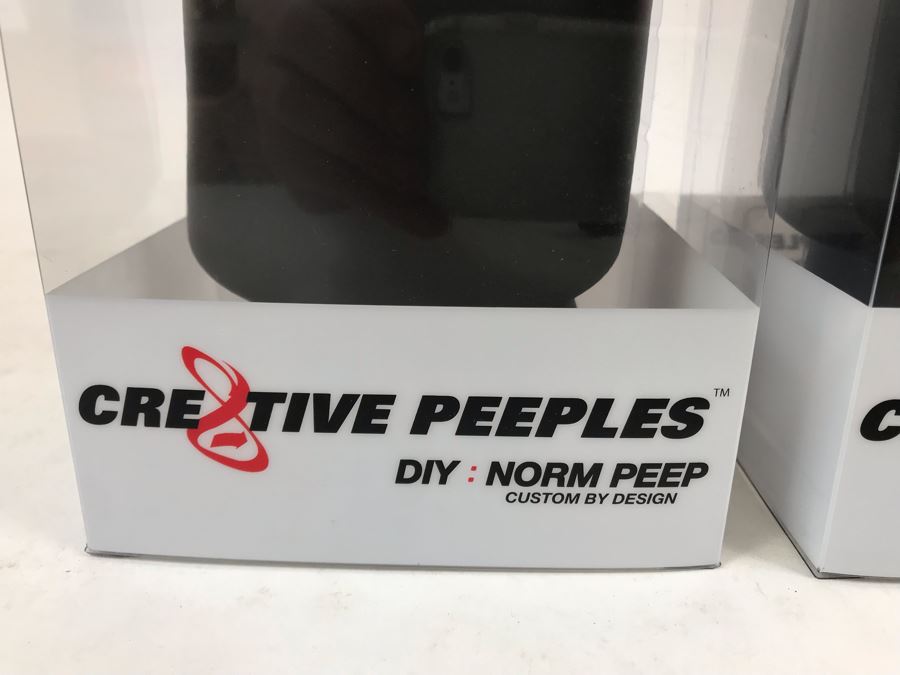 CRE8TIVE PEEPLES™
DIY : NORM PEEP
CUSTOM BY DESIGN
C